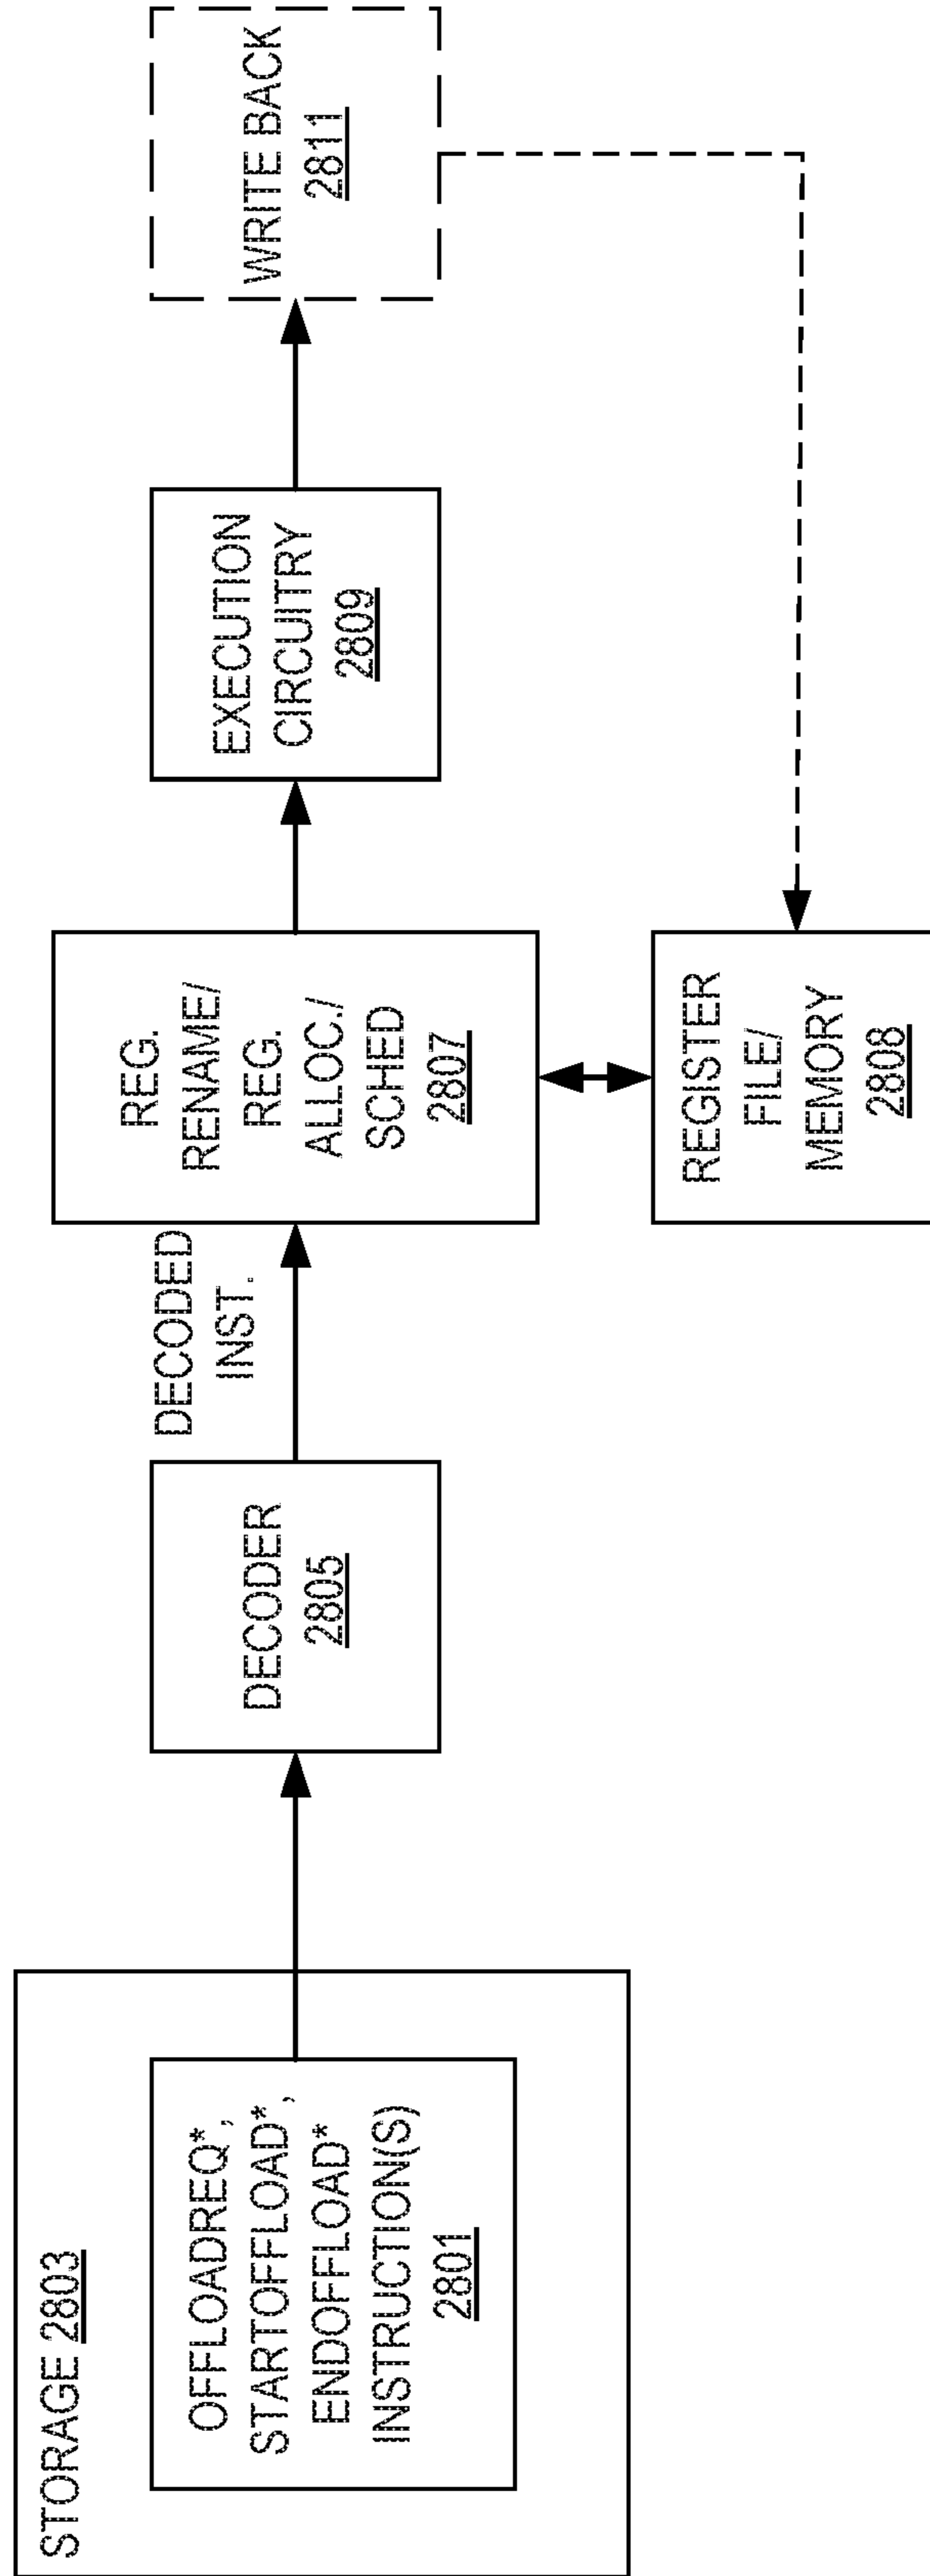 STORAGE 2803
OFFLOADREQ*,
STARTOFFLOAD*,
ENDOFFLOAD*
INSTRUCTION(S)
2801
DECODER
2805
DECODED
INST.
REG.
RENAME/
REG.
ALLOC./
SCHED
2807
REGISTER
FILE/
MEMORY
2808
EXECUTION
CIRCUITRY
2809
WRITE BACK
2811